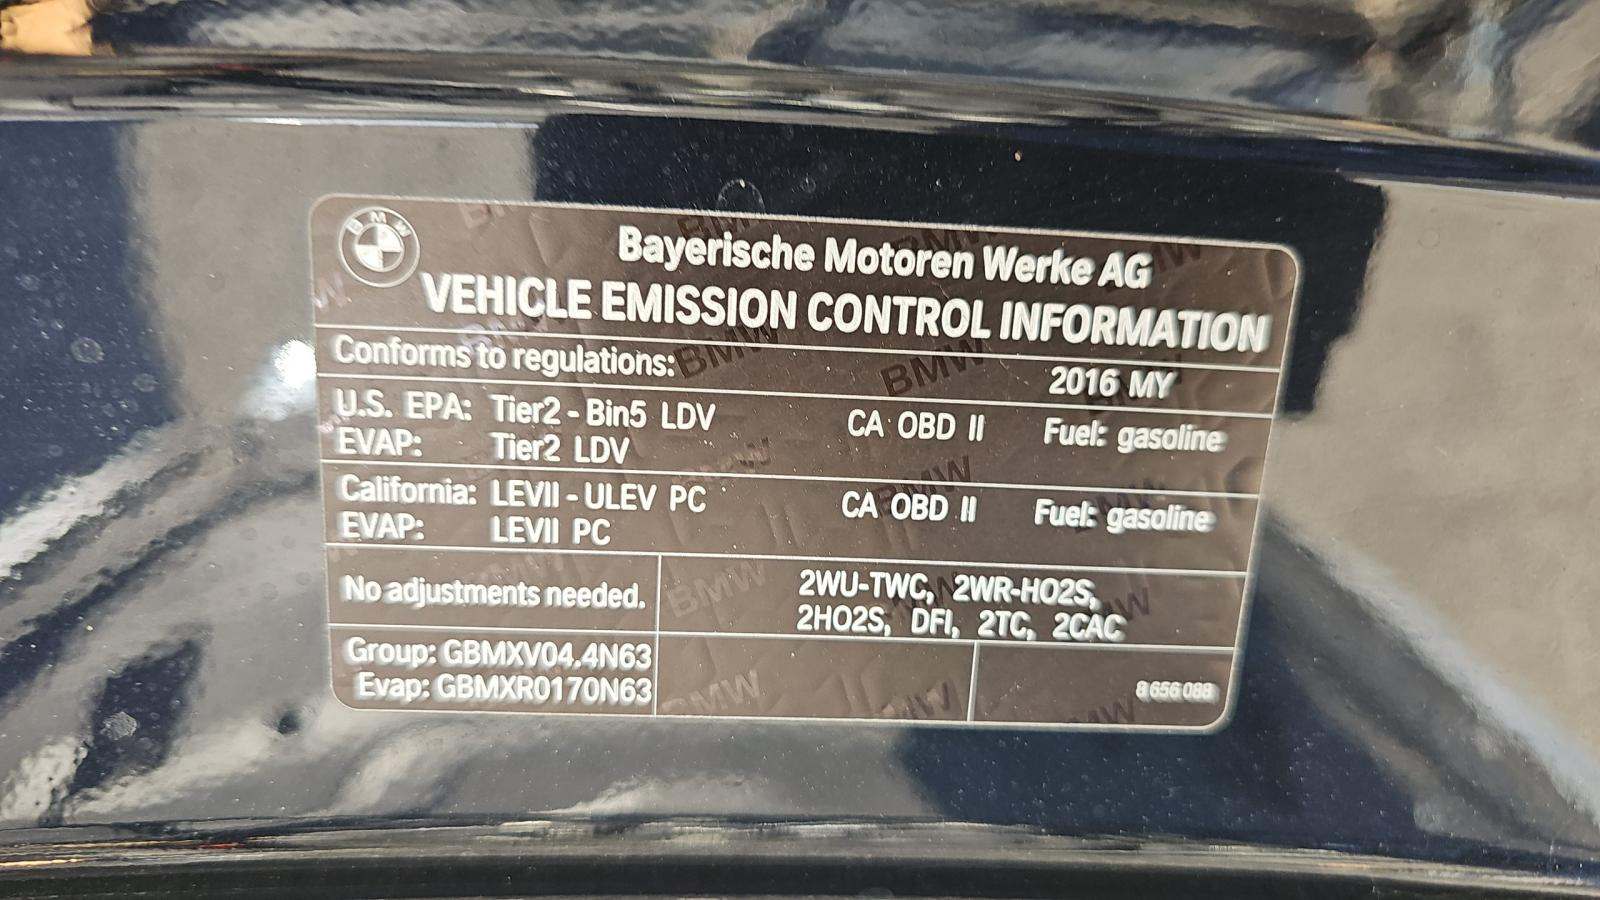 BMW
Bayerische Motoren Werke AG
VEHICLE EMISSION CONTROL INFORMATION
Conforms to regulations:
2016 MY
U.S. EPA: Tier2 - Bin5 LDV CA OBD II Fuel: gasoline
EVAP: Tier2 LDV
California: LEVII - ULEV PC CA OBD II Fuel: gasoline
EVAP: LEVII PC
No adjustments needed.
2WU-TWC, 2WR-HO2S,
2HO2S, DFI, 2TC, 2CAC
Group: GBMXV04.4N63
Evap: GBMXR0170N63
8 656 088